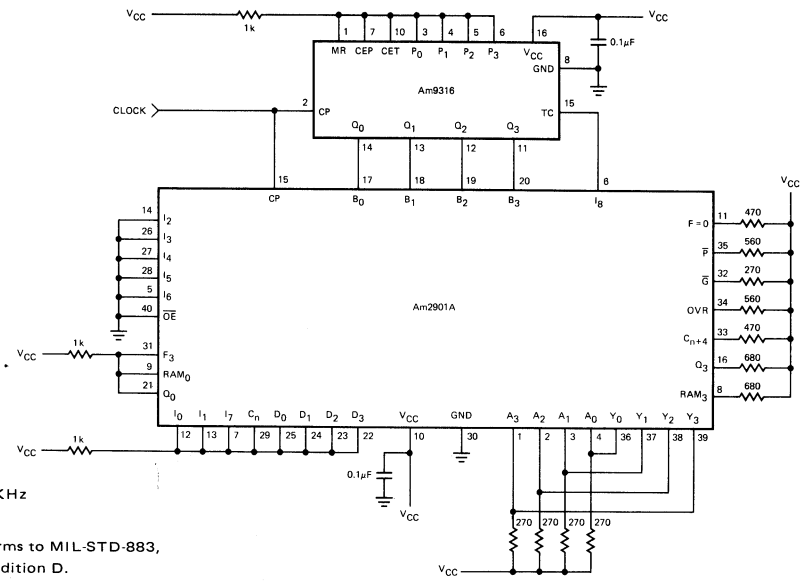 VCC
1k
1 7 10 3 4 5 6 16
MR CEP CET P0 P1 P2 P3 VCC
VCC
0.1µF
GND 8
Am9316
CLOCK
2 CP
TC 15
Q0 Q1 Q2 Q3
14 13 12 11
15 17 18 19 20 6
CP B0 B1 B2 B3 I8
VCC
14 I2
26 I3
27 I4
28 I5
5 I6
40 OE
Am2901A
F=0 11 470
P 35 560
G 32 270
OVR 34 560
Cn+4 33 470
Q3 16 680
RAM3 8 680
VCC 1k
31 F3
9 RAM0
21 Q0
I0 I1 I7 Cn D0 D1 D2 D3 VCC GND A3 A2 A1 A0 Y0 Y1 Y2 Y3
12 13 7 29 25 24 23 22 10 30 1 2 3 4 36 37 38 39
VCC 1k
0.1µF
VCC
270 270 270 270
VCC
KHz
rms to MIL-STD-883,
dition D.